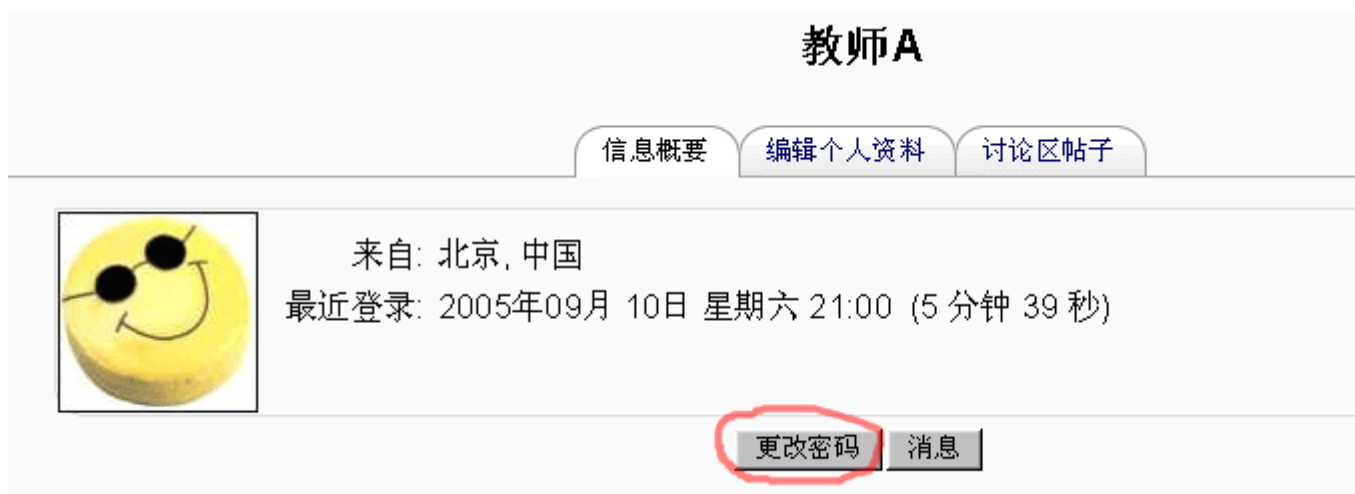 教师A
信息概要 编辑个人资料 讨论区帖子
来自: 北京, 中国
最近登录: 2005年09月 10日 星期六 21:00 (5 分钟 39 秒)
更改密码 消息